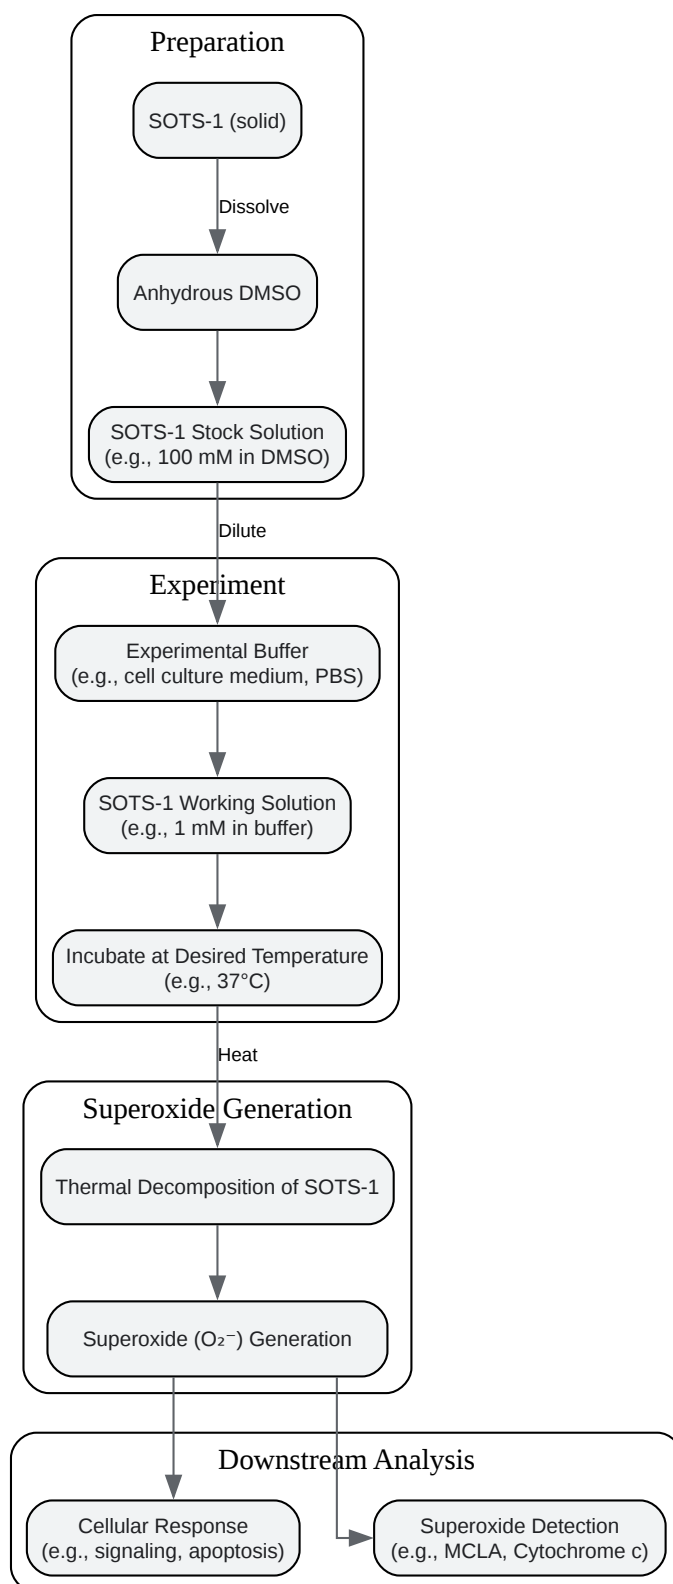 Preparation
SOTS-1 (solid)
Dissolve
Anhydrous DMSO
SOTS-1 Stock Solution
(e.g., 100 mM in DMSO)
Dilute
Experiment
Experimental Buffer
(e.g., cell culture medium, PBS)
SOTS-1 Working Solution
(e.g., 1 mM in buffer)
Incubate at Desired Temperature
(e.g., 37°C)
Heat
Superoxide Generation
Thermal Decomposition of SOTS-1
Superoxide (O₂⁻) Generation
Downstream Analysis
Cellular Response
(e.g., signaling, apoptosis)
Superoxide Detection
(e.g., MCLA, Cytochrome c)